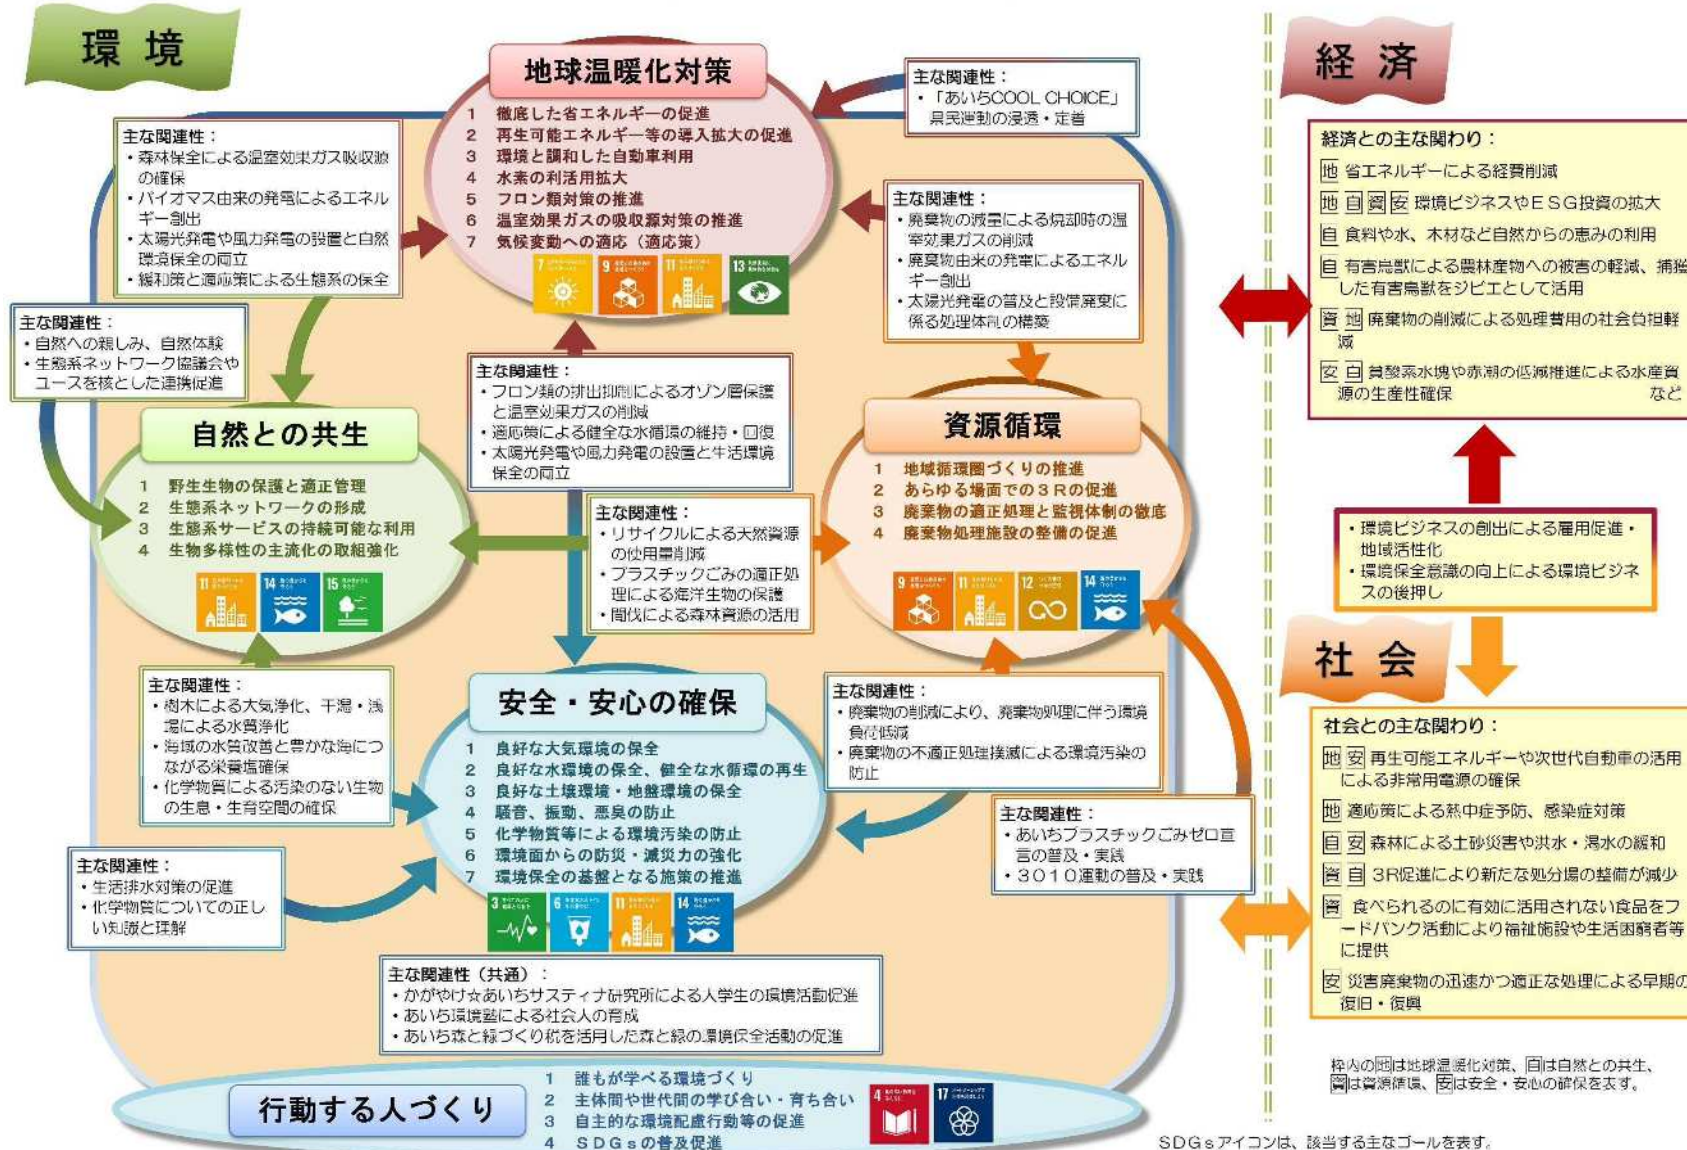 環 境
地球温暖化対策
1 徹底した省エネルギーの促進
2 再生可能エネルギー等の導入拡大の促進
3 環境と調和した自動車利用
4 水素の利活用拡大
5 フロン類対策の推進
6 温室効果ガスの吸収源対策の推進
7 気候変動への適応（適応策）
7
9
11
13
主な関連性：
・「あいちCOOL CHOICE」
県民運動の浸透・定着
主な関連性：
・森林保全による温室効果ガス吸収源
の確保
・バイオマス由来の発電によるエネル
ギー創出
・太陽光発電や風力発電の設置と自然
環境保全の両立
・緩和策と適応策による生態系の保全
主な関連性：
・廃棄物の減量による焼却時の温
室効果ガスの削減
・廃棄物由来の発電によるエネル
ギー創出
・太陽光発電の普及と設備廃棄に
係る処理体制の構築
主な関連性：
・自然への親しみ、自然体験
・生態系ネットワーク協議会や
ユースを核とした連携促進
主な関連性：
・フロン類の排出抑制によるオゾン層保護
と温室効果ガスの削減
・適応策による健全な水循環の維持・回復
・太陽光発電や風力発電の設置と生活環境
保全の両立
自然との共生
1 野生生物の保護と適正管理
2 生態系ネットワークの形成
3 生態系サービスの持続可能な利用
4 生物多様性の主流化の取組強化
11
14
15
資源循環
1 地域循環圏づくりの推進
2 あらゆる場面での３Ｒの促進
3 廃棄物の適正処理と監視体制の徹底
4 廃棄物処理施設の整備の促進
9
11
12
14
主な関連性：
・リサイクルによる天然資源
の使用量削減
・プラスチックごみの適正処
理による海洋生物の保護
・間伐による森林資源の活用
主な関連性：
・樹木による大気浄化、干潟・浅
場による水質浄化
・海域の水質改善と豊かな海につ
ながる栄養塩確保
・化学物質による汚染のない生物
の生息・生育空間の確保
安全・安心の確保
1 良好な大気環境の保全
2 良好な水環境の保全、健全な水循環の再生
3 良好な土壌環境・地盤環境の保全
4 騒音、振動、悪臭の防止
5 化学物質等による環境汚染の防止
6 環境面からの防災・減災力の強化
7 環境保全の基盤となる施策の推進
3
6
11
14
主な関連性：
・廃棄物の削減により、廃棄物処理に伴う環境
負荷低減
・廃棄物の不適正処理撲滅による環境汚染の
防止
主な関連性：
・あいちプラスチックごみゼロ宣
言の普及・実践
・３０１０運動の普及・実践
主な関連性：
・生活排水対策の促進
・化学物質についての正し
い知識と理解
主な関連性（共通）：
・かがやけ☆あいちサスティナ研究所による大学生の環境活動促進
・あいち環境塾による社会人の育成
・あいち森と緑づくり税を活用した森と緑の環境保全活動の促進
行動する人づくり
1 誰もが学べる環境づくり
2 主体間や世代間の学び合い・育ち合い
3 自主的な環境配慮行動等の促進
4 ＳＤＧｓの普及促進
4
17
経 済
経済との主な関わり：
地 省エネルギーによる経費削減
地 自 資 安 環境ビジネスやＥＳＧ投資の拡大
自 食料や水、木材など自然からの恵みの利用
自 有害鳥獣による農林産物への被害の軽減、捕獲
した有害鳥獣をジビエとして活用
資 地 廃棄物の削減による処理費用の社会負担軽
減
安 自 貧酸素水塊や赤潮の低減推進による水産資
源の生産性確保 など
・環境ビジネスの創出による雇用促進・
地域活性化
・環境保全意識の向上による環境ビジネ
スの後押し
社 会
社会との主な関わり：
地 安 再生可能エネルギーや次世代自動車の活用
による非常用電源の確保
地 適応策による熱中症予防、感染症対策
自 安 森林による土砂災害や洪水・渇水の緩和
資 自 3R促進により新たな処分場の整備が減少
資 食べられるのに有効に活用されない食品をフ
ードバンク活動により福祉施設や生活困窮者等
に提供
安 災害廃棄物の迅速かつ適正な処理による早期の
復旧・復興
枠内の地は地球温暖化対策、自は自然との共生、
資は資源循環、安は安全・安心の確保を表す。
ＳＤＧｓアイコンは、該当する主なゴールを表す。